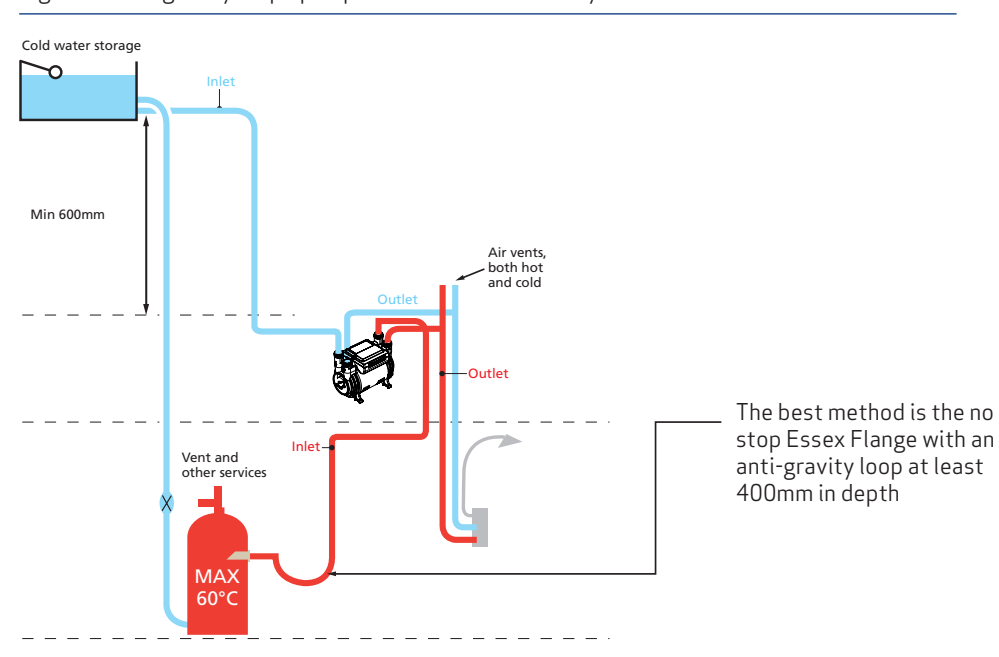 Cold water storage
Inlet
Min 600mm
Air vents,
both hot
and cold
Outlet
Outlet
The best method is the no
stop Essex Flange with an
anti-gravity loop at least
400mm in depth
Inlet
Vent and
other services
MAX
60°C